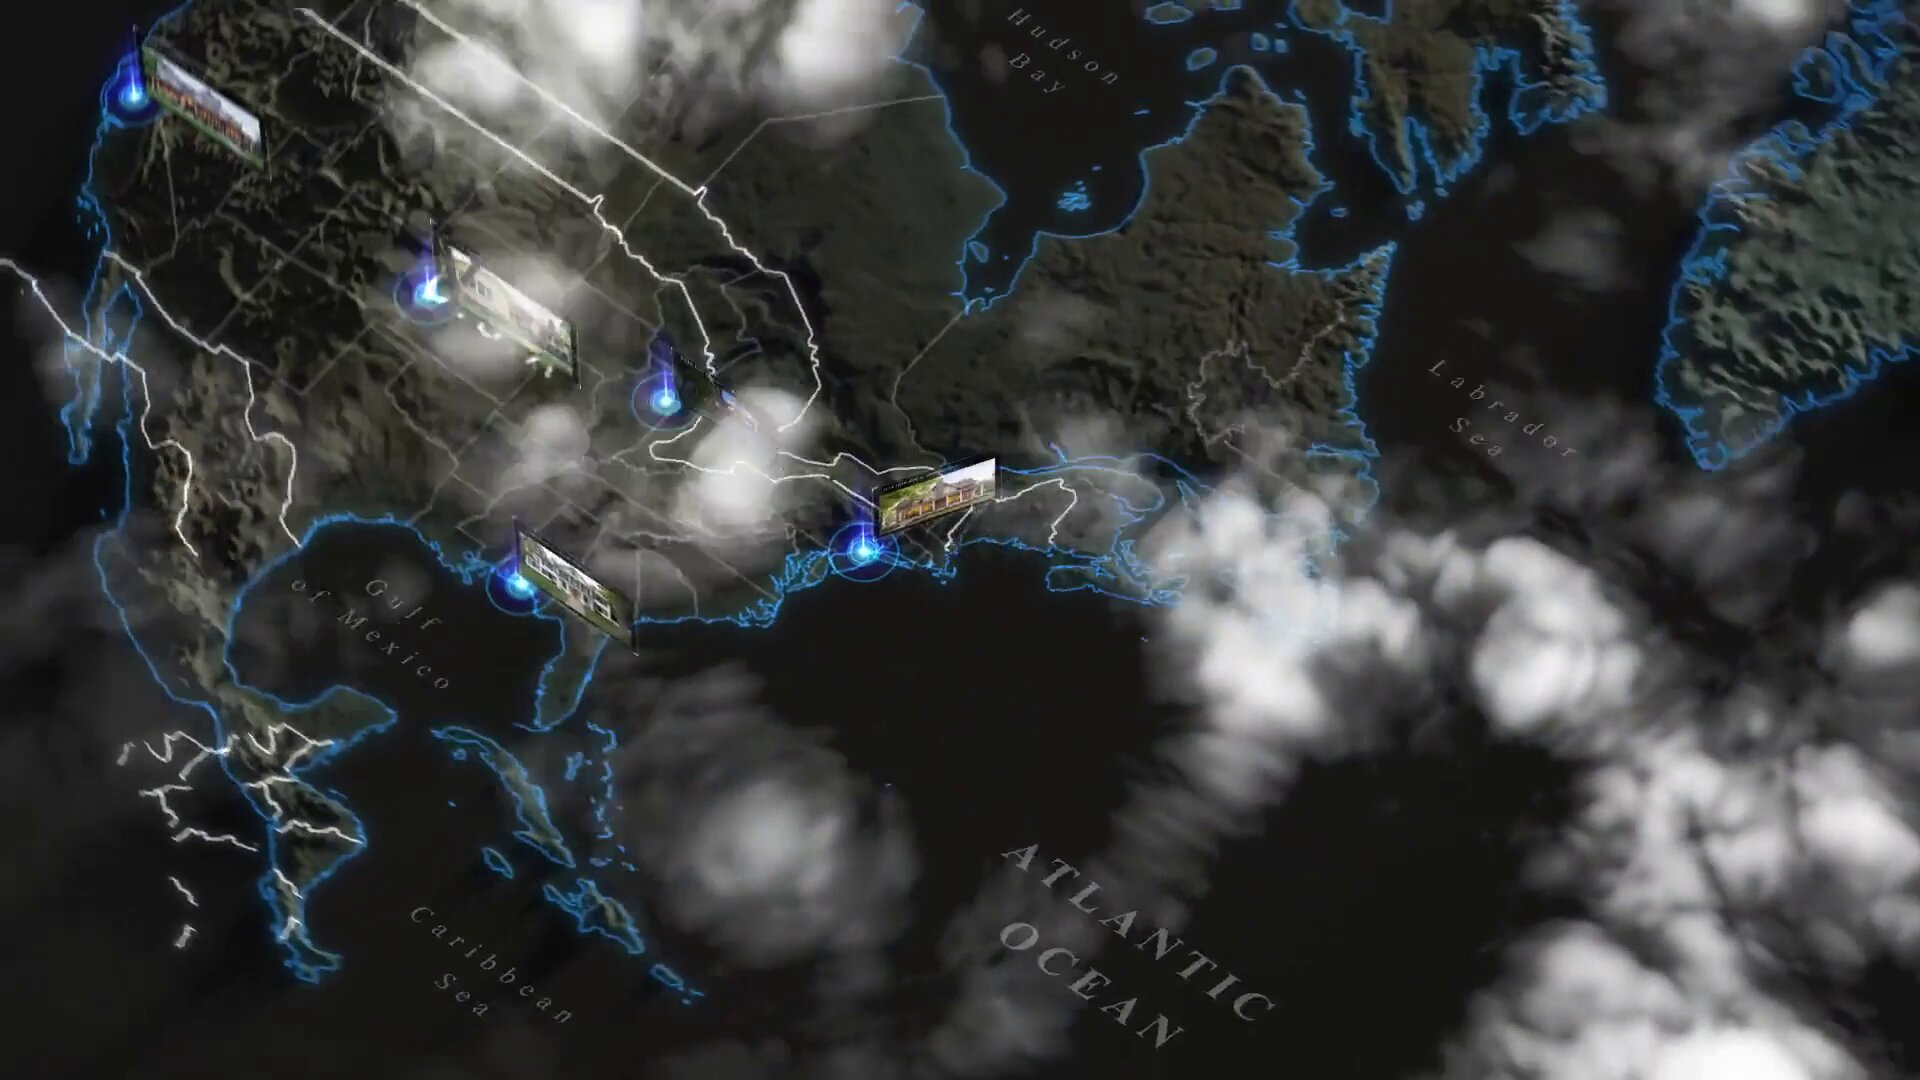 Hudson
Bay
Labrador
Sea
Gulf
of Mexico
ATLANTIC
OCEAN
Caribbean
Sea